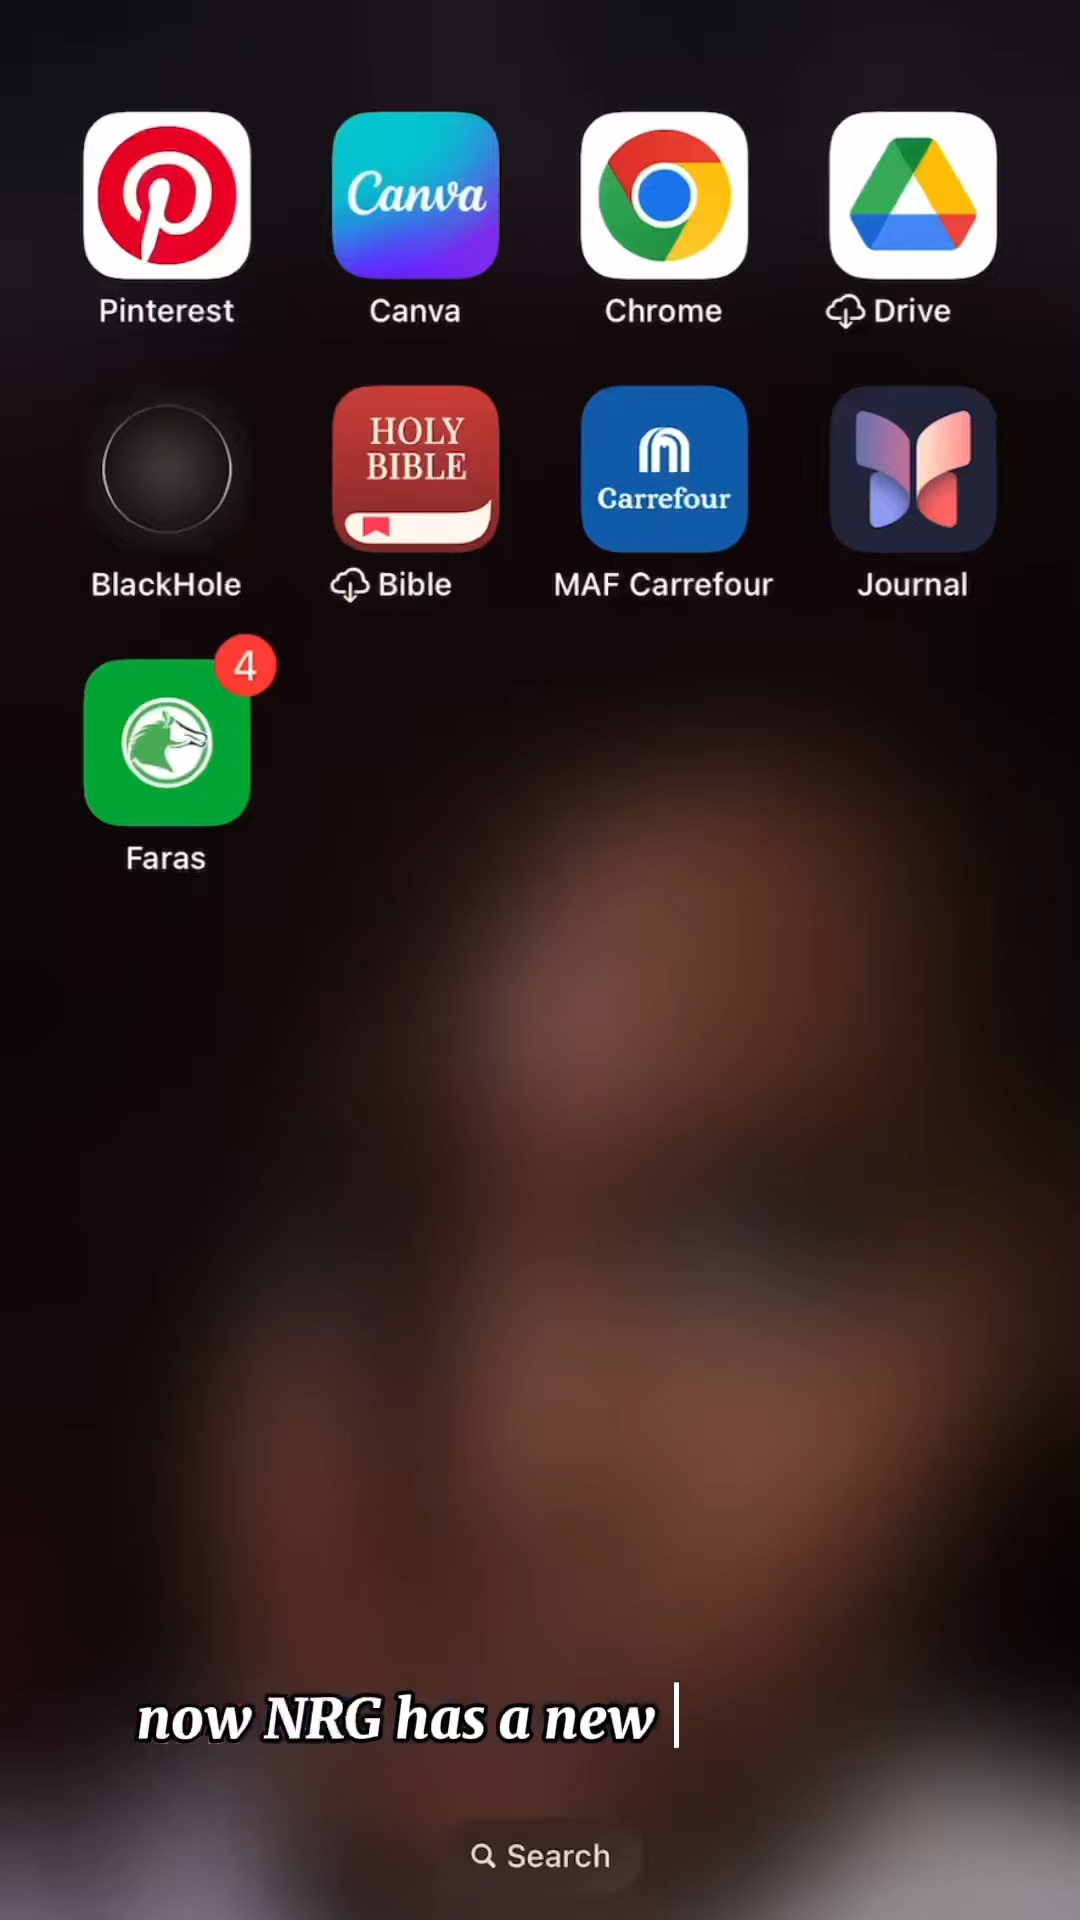 Canva
Pinterest
Canva
Chrome
Drive
HOLY
BIBLE
Carrefour
BlackHole
Bible
MAF Carrefour
Journal
4
Faras
now NRG has a new
Search